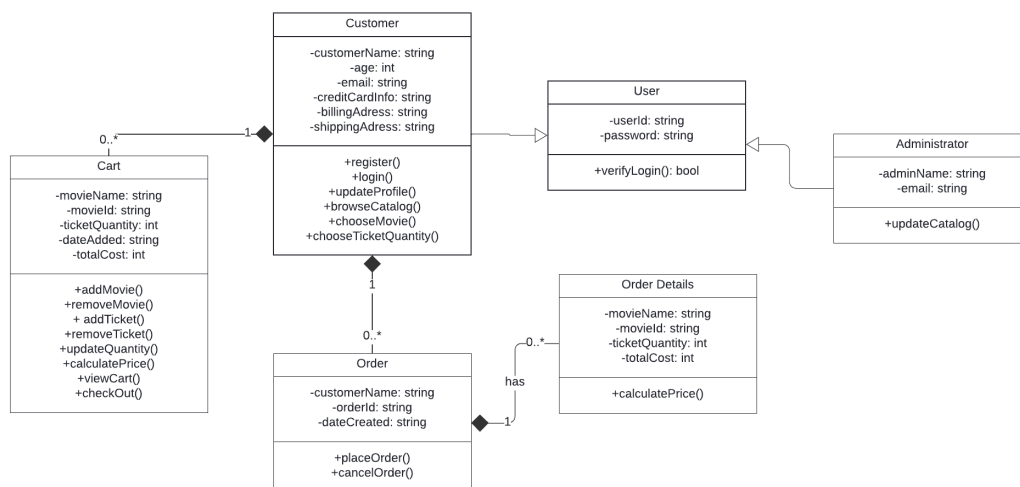 Customer
-customerName: string
-age: int
-email: string
-creditCardInfo: string
-billingAdress: string
-shippingAdress: string
+register()
+login()
+updateProfile()
+browseCatalog()
+chooseMovie()
+chooseTicketQuantity()
User
-userId: string
-password: string
+verifyLogin(): bool
Administrator
-adminName: string
-email: string
+updateCatalog()
1
0..*
Cart
-movieName: string
-movieId: string
-ticketQuantity: int
-dateAdded: string
-totalCost: int
+addMovie()
+removeMovie()
+ addTicket()
+removeTicket()
+updateQuantity()
+calculatePrice()
+viewCart()
+checkOut()
1
0..*
Order
-customerName: string
-orderId: string
-dateCreated: string
+placeOrder()
+cancelOrder()
0..*
has
1
Order Details
-movieName: string
-movieId: string
-ticketQuantity: int
-totalCost: int
+calculatePrice()